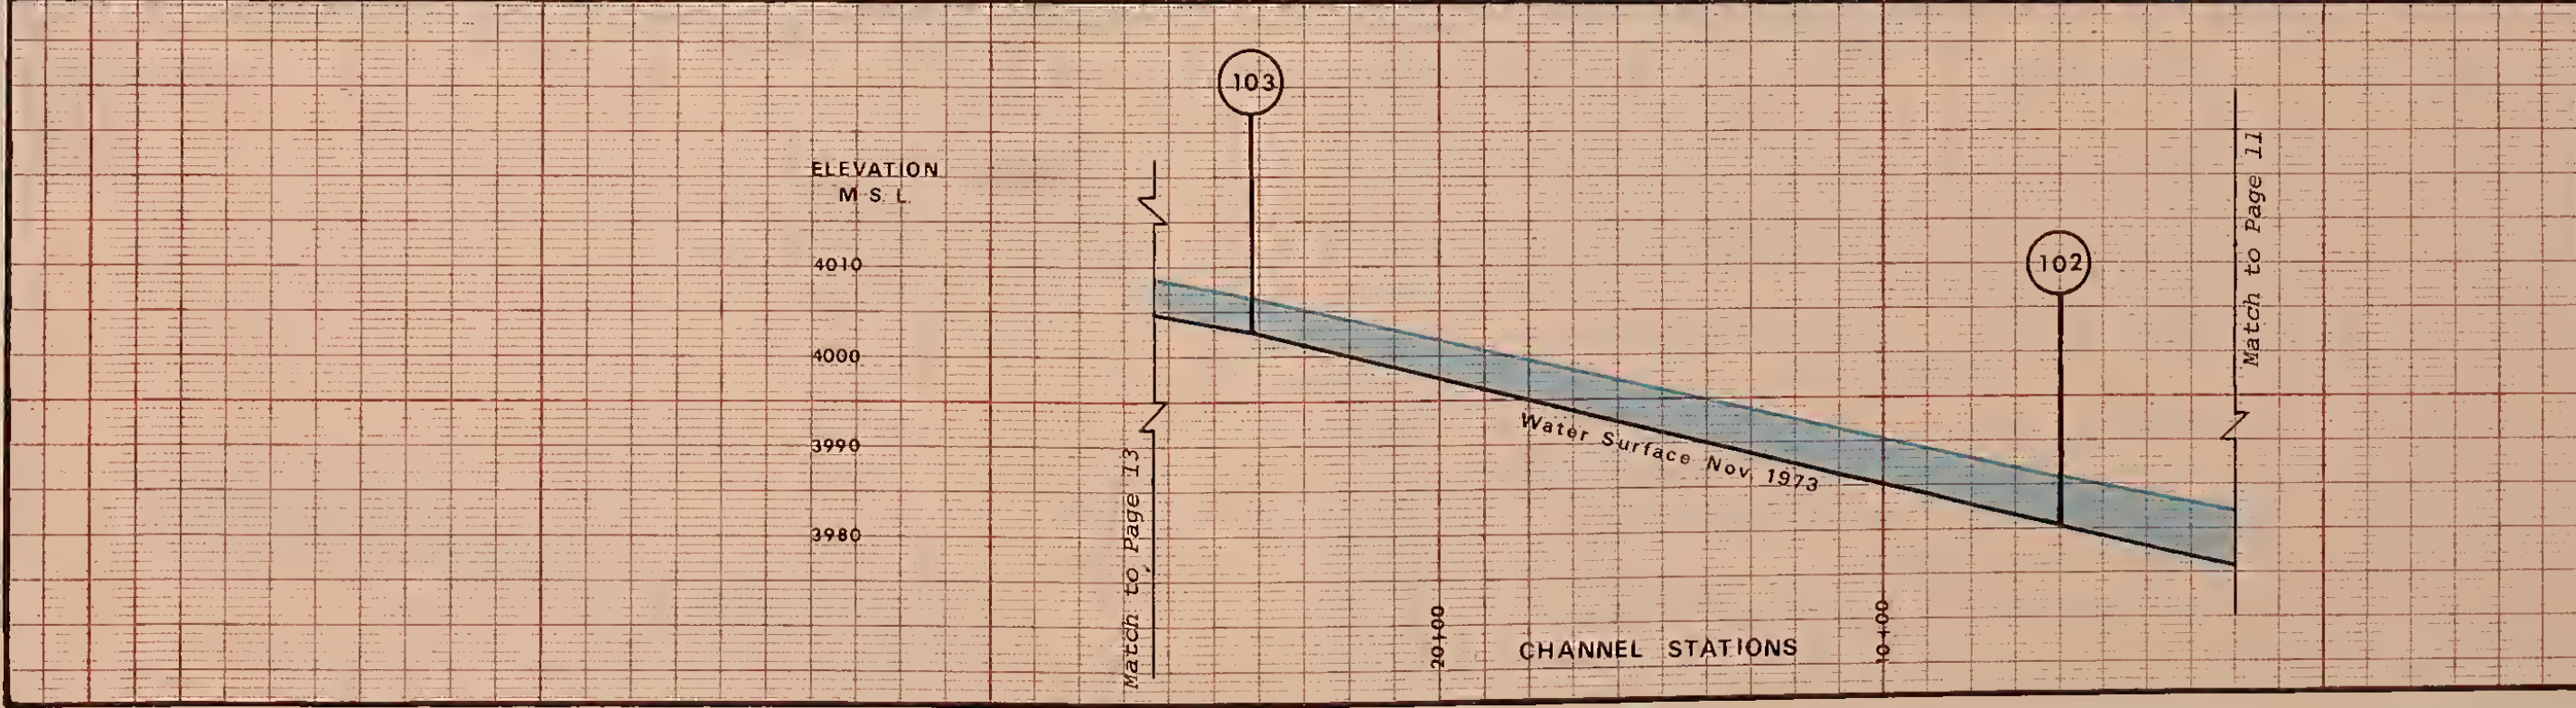 103
ELEVATION
M S. L.
4010
4000
3990
3980
102
Match to Page 11
Match to Page 13
Water Surface Nov. 1973
20+00
10+00
CHANNEL STATIONS